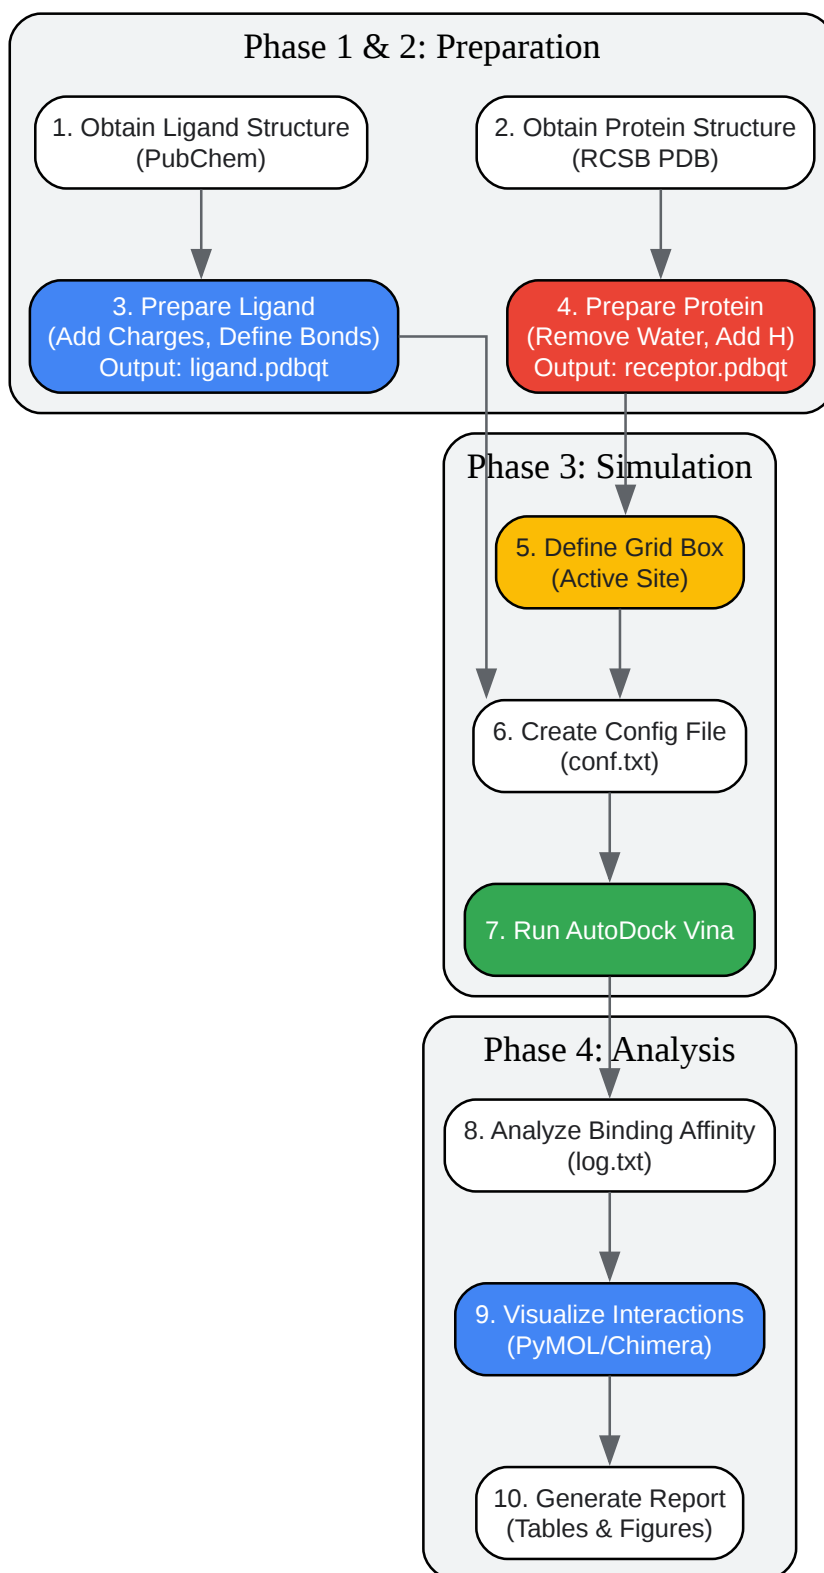 Phase 1 & 2: Preparation
1. Obtain Ligand Structure
(PubChem)
2. Obtain Protein Structure
(RCSB PDB)
3. Prepare Ligand
(Add Charges, Define Bonds)
Output: ligand.pdbqt
4. Prepare Protein
(Remove Water, Add H)
Output: receptor.pdbqt
Phase 3: Simulation
5. Define Grid Box
(Active Site)
6. Create Config File
(conf.txt)
7. Run AutoDock Vina
Phase 4: Analysis
8. Analyze Binding Affinity
(log.txt)
9. Visualize Interactions
(PyMOL/Chimera)
10. Generate Report
(Tables & Figures)